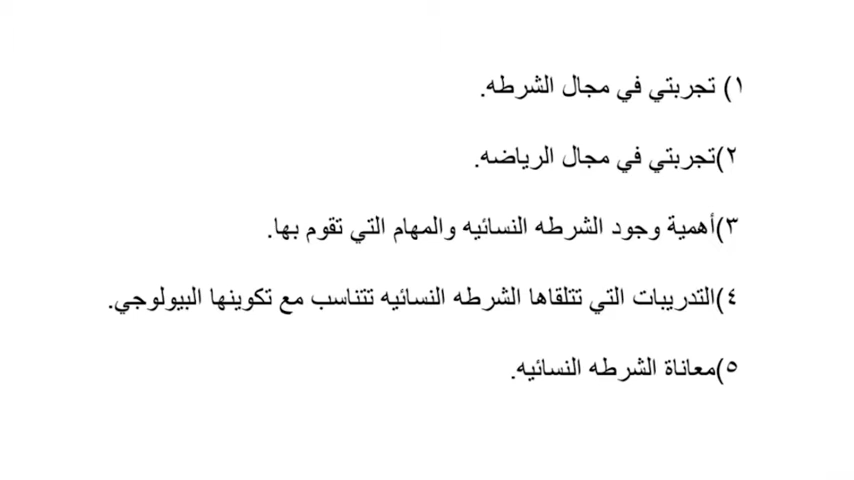 ١) تجربتي في مجال الشرطه.
٢)تجربتي في مجال الرياضه.
٣)أهمية وجود الشرطه النسائيه والمهام التي تقوم بها.
٤)التدريبات التي تتلقاها الشرطه النسائيه تتناسب مع تكوينها البيولوجي.
٥)معاناة الشرطه النسائيه.